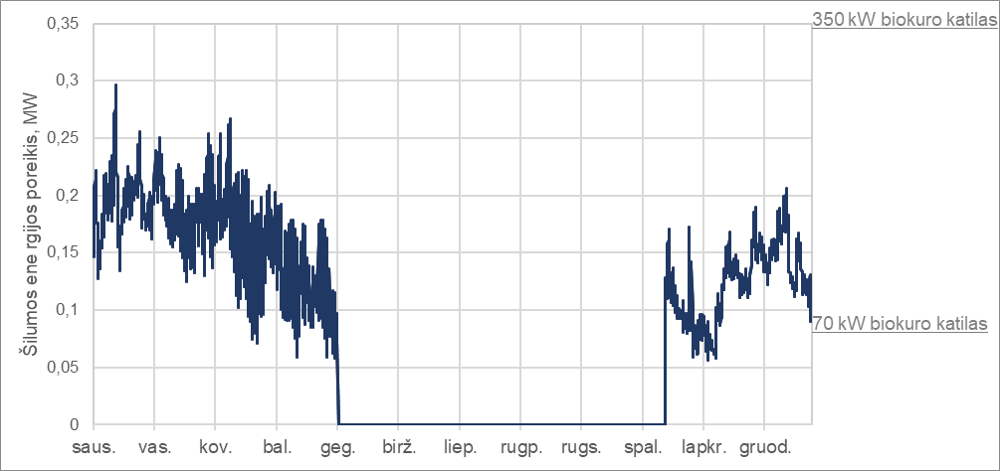 0,35
0,3
0,25
0,2
0,15
0,1
0,05
0
Šilumos ene rgijos poreikis, MW
saus. vas. kov. bal. geg. birž. liep. rugp. rugs. spal. lapkr. gruod.
350 kW biokuro katilas
70 kW biokuro katilas